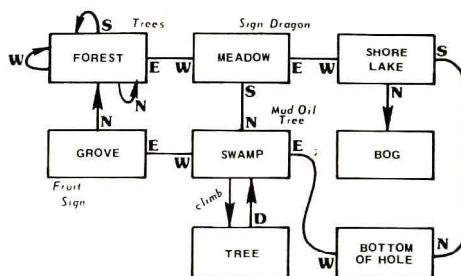 S Trees Sign Dragon
W FOREST E W MEADOW E W SHORE LAKE S
N S N
N N Mud Oil Tree
GROVE E W SWAMP E BOG
Fruit Sign climb D
TREE W BOTTOM OF HOLE N